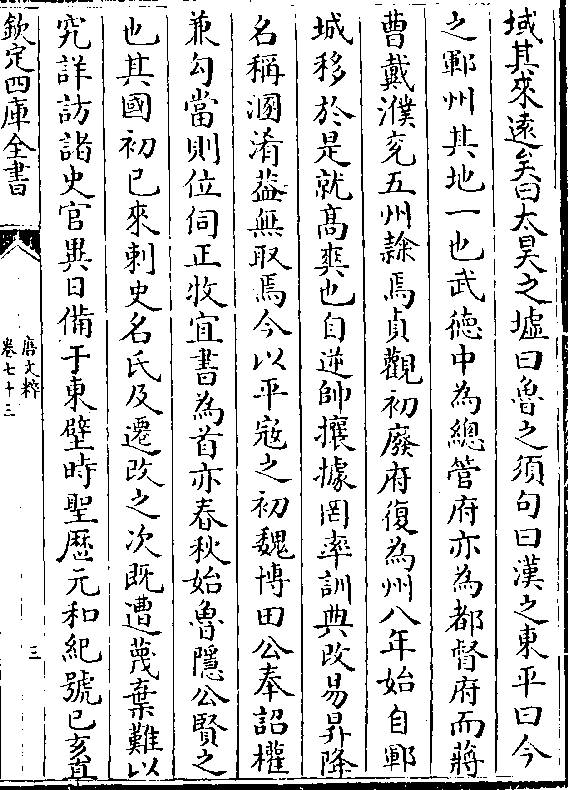 域其來遠矣曰太昊之墟曰魯之須句曰漢之東平曰今
之鄆州其地一也武德中為總管府亦為都督府而蔣
曹戴濮兗五州隸焉貞觀初廢府復為州八年始自鄆
城移於是就髙爽也自逆帥攘據罔率訓典改易昇降
名稱溷淆葢無取焉今以平寇之初魏博田公奉詔權
兼勾當則位侔正牧宜書為首亦春秋始魯隱公賢之
也其國初已來刺史名氏及遷改之次既遭蔑棄難以
究詳訪諸史官異日備于東壁時聖歴元和紀號已亥直
欽定四庫全書
唐文粹
卷七十三
三